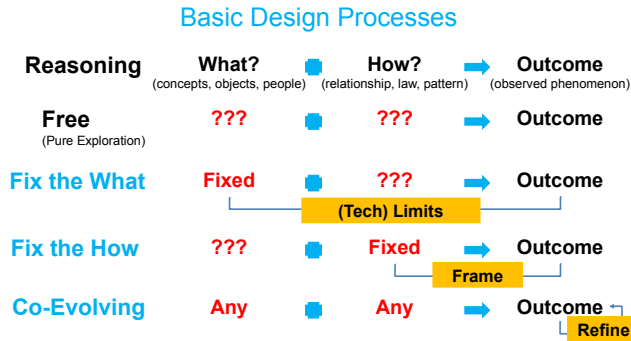 Basic Design Processes
Reasoning What? How? Outcome
(concepts, objects, people) (relationship, law, pattern) (observed phenomenon)
Free ??? ??? Outcome
(Pure Exploration)
Fix the What Fixed ??? Outcome
(Tech) Limits
Fix the How ??? Fixed Outcome
Frame
Co-Evolving Any Any Outcome
Refine